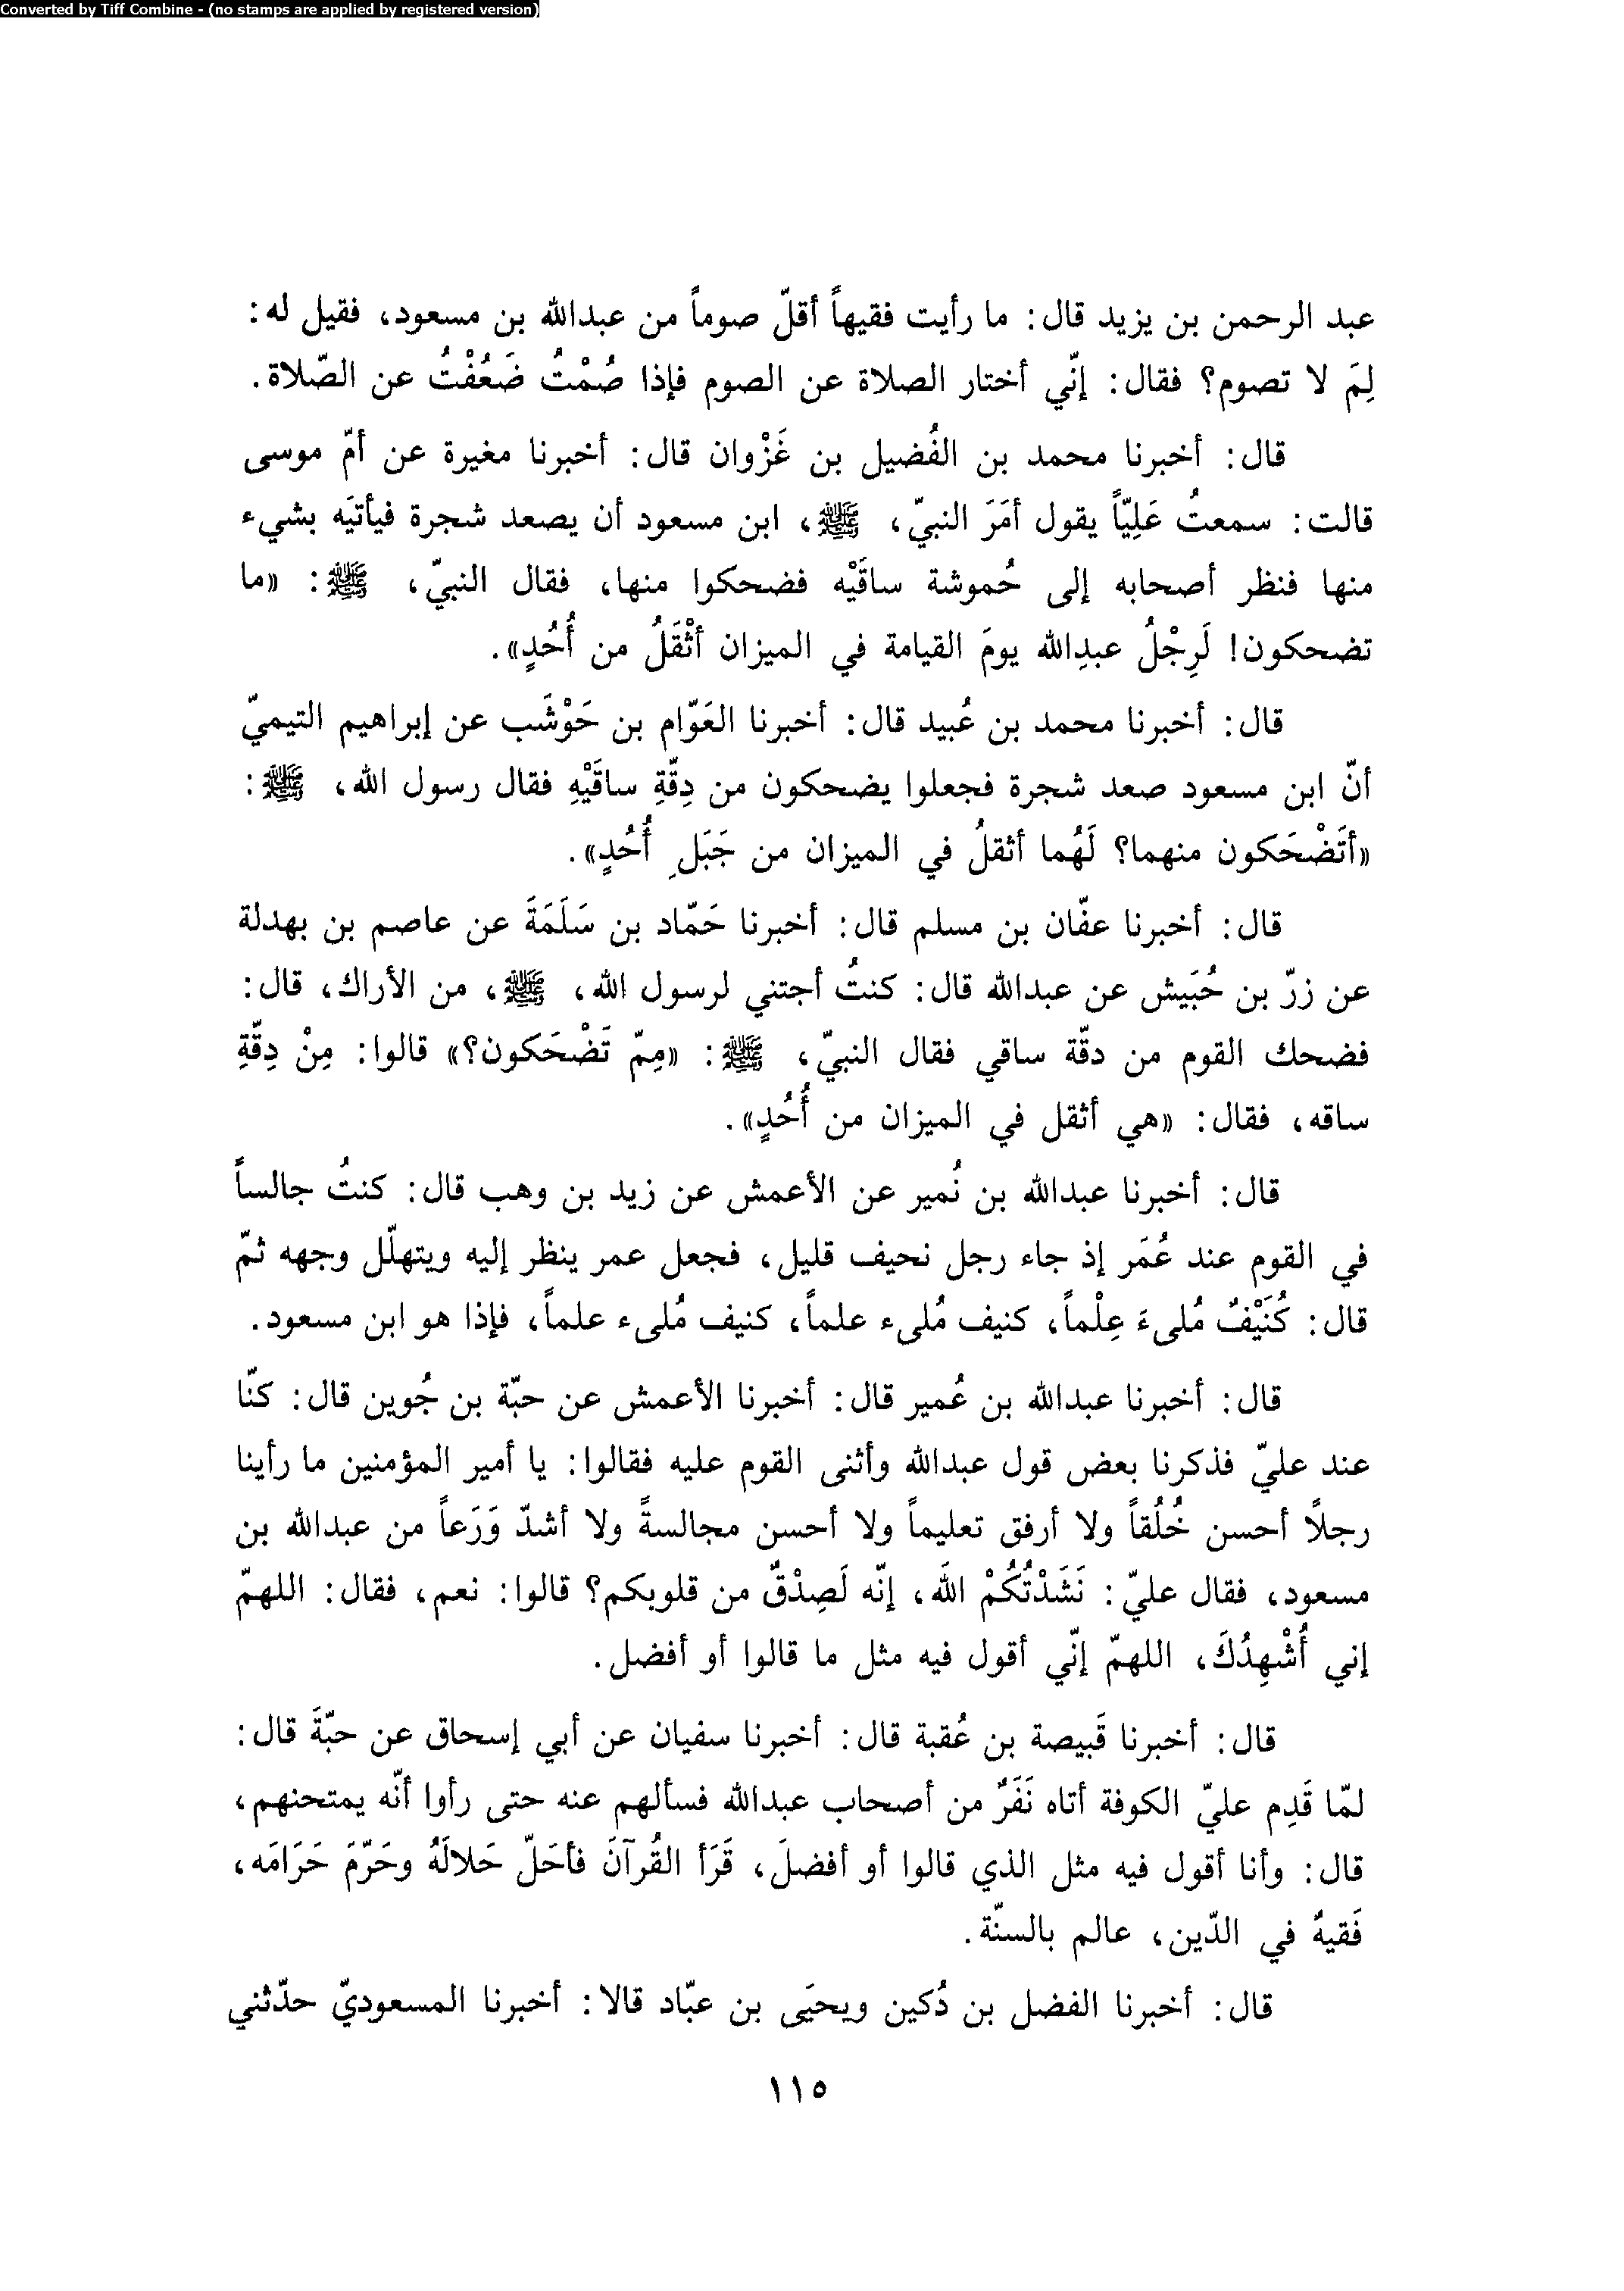 Converted by Tiff Combine - (no stamps are applied by registered version)
عبد الرحمن بن يزيد قال: ما رأيت فقيهاً أقلّ صوماً من عبدالله بن مسعود، فقيل له:
لِمَ لا تصوم؟ فقال: إنّي أختار الصلاة عن الصوم فإذا صُمْتُ ضَعُفْتُ عن الصّلاة.
قال: أخبرنا محمد بن الفُضيل بن غَزْوان قال: أخبرنا مغيرة عن أمّ موسى
قالت: سمعتُ عَلِيّاً يقول أمَرَ النبيّ، ﷺ، ابن مسعود أن يصعد شجرة فيأتيَه بشيء
منها فنظر أصحابه إلى حُموشة ساقَيْه فضحكوا منها، فقال النبيّ، ﷺ: «ما
تضحكون! لَرِجْلُ عبدِالله يومَ القيامة في الميزان أثْقَلُ من أُحُدٍ».
قال: أخبرنا محمد بن عُبيد قال: أخبرنا العَوّام بن حَوْشَب عن إبراهيم التيميّ
أنّ ابن مسعود صعد شجرة فجعلوا يضحكون من دِقّةِ ساقَيْهِ فقال رسول الله، ﷺ:
«أتَضْحَكون منهما؟ لَهُما أثقلُ في الميزان من جَبَلِ أُحُدٍ».
قال: أخبرنا عفّان بن مسلم قال: أخبرنا حَمّاد بن سَلَمَةَ عن عاصم بن بهدلة
عن زرّ بن حُبَيش عن عبدالله قال: كنتُ أجتني لرسول الله، ﷺ، من الأراك، قال:
فضحك القوم من دقّة ساقي فقال النبيّ، ﷺ: «مِمّ تَضْحَكون؟» قالوا: مِنْ دِقّةِ
ساقه، فقال: «هي أثقل في الميزان من أُحُدٍ».
قال: أخبرنا عبدالله بن نُمير عن الأعمش عن زيد بن وهب قال: كنتُ جالساً
في القوم عند عُمَر إذ جاء رجل نحيف قليل، فجعل عمر ينظر إليه ويتهلّل وجهه ثمّ
قال: كُنَيْفٌ مُلىءَ عِلْماً، كنيف مُلىء علماً، كنيف مُلىء علماً، فإذا هو ابن مسعود.
قال: أخبرنا عبدالله بن عُمير قال: أخبرنا الأعمش عن حبّة بن جُوين قال: كنّا
عند عليّ فذكرنا بعض قول عبدالله وأثنى القوم عليه فقالوا: يا أمير المؤمنين ما رأينا
رجلاً أحسن خُلُقاً ولا أرفق تعليماً ولا أحسن مجالسةً ولا أشدّ وَرَعاً من عبدالله بن
مسعود، فقال عليّ: نَشَدْتُكُمْ الله، إنّه لَصِدْقٌ من قلوبكم؟ قالوا: نعم، فقال: اللهمّ
إني أُشْهِدُكَ، اللهمّ إنّي أقول فيه مثل ما قالوا أو أفضل.
قال: أخبرنا قَبيصة بن عُقبة قال: أخبرنا سفيان عن أبي إسحاق عن حبّةَ قال:
لمّا قَدِم عليّ الكوفة أتاه نَفَرٌ من أصحاب عبدالله فسألهم عنه حتى رأوا أنّه يمتحنهم،
قال: وأنا أقول فيه مثل الذي قالوا أو أفضلَ، قَرَأ القُرآنَ فأحَلّ حَلالَهُ وحَرّمَ حَرَامَه،
فَقيهٌ في الدّين، عالم بالسنّة.
قال: أخبرنا الفضل بن دُكين ويحيَى بن عبّاد قالا: أخبرنا المسعوديّ حدّثني
١١٥